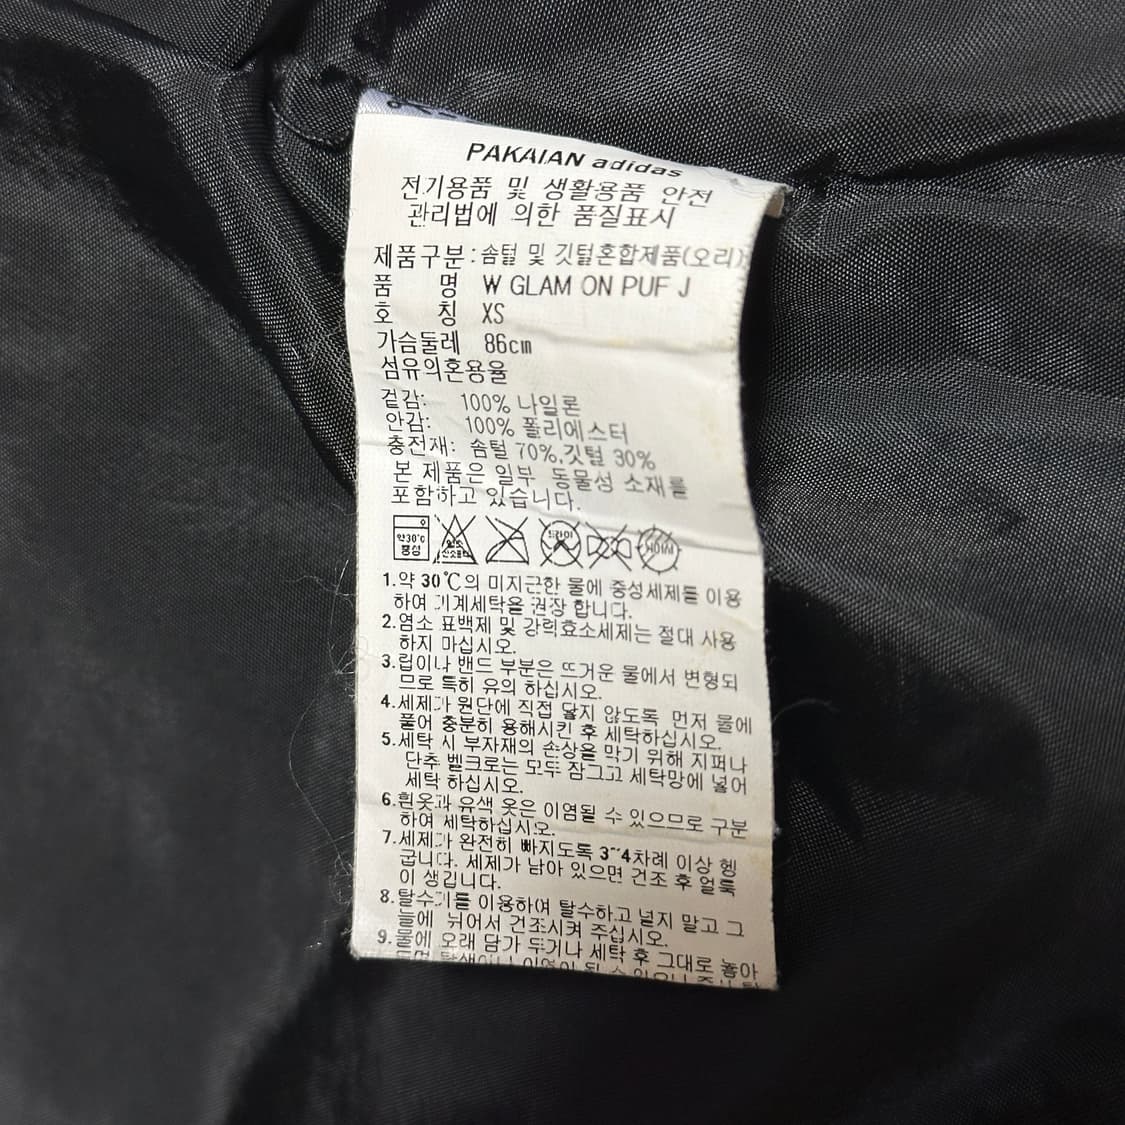 PAKAIAN adidas
전기용품 및 생활용품 안전
관리법에 의한 품질표시
제품구분 : 솜털 및 깃털혼합제품(오리)
품 명 W GLAM ON PUF J
호 칭 XS
가슴둘레 86cm
섬유의혼용율
겉감: 100% 나일론
안감: 100% 폴리에스터
충전재: 솜털 70%,깃털 30%
본 제품은 일부 동물성 소재를
포함하고 있습니다.
약30℃ 중성 염소 산소표백 드라이
1.약 30℃의 미지근한 물에 중성세제를 이용
하여 기계세탁을 권장 합니다.
2.염소 표백제 및 강력효소세제는 절대 사용
하지 마십시오.
3.립이나 밴드 부분은 뜨거운 물에서 변형되
므로 특히 유의 하십시오.
4.세제가 원단에 직접 닿지 않도록 먼저 물에
풀어 충분히 용해시킨 후 세탁하십시오.
5.세탁 시 부자재의 손상을 막기 위해 지퍼나
단추 벨크로는 모두 잠그고 세탁망에 넣어
세탁 하십시오.
6.흰옷과 유색 옷은 이염될 수 있으므로 구분
하여 세탁하십시오.
7.세제가 완전히 빠지도록 3~4차례 이상 헹
굽니다. 세제가 남아 있으면 건조 후 얼룩
이 생깁니다.
8.탈수기를 이용하여 탈수하고 널지 말고 그
늘에 뉘어서 건조시켜 주십시오.
9.물에 오래 담가 두거나 세탁 후 그대로 놓아